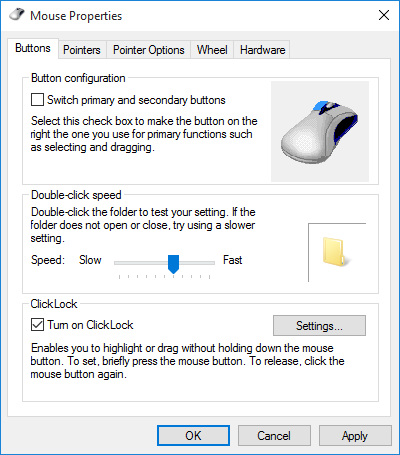 Mouse Properties
Buttons Pointers Pointer Options Wheel Hardware
Button configuration
Switch primary and secondary buttons
Select this check box to make the button on the
right the one you use for primary functions such
as selecting and dragging.
Double-click speed
Double-click the folder to test your setting. If the
folder does not open or close, try using a slower
setting.
Speed: Slow Fast
ClickLock
Turn on ClickLock
Settings...
Enables you to highlight or drag without holding down the mouse
button. To set, briefly press the mouse button. To release, click the
mouse button again.
OK Cancel Apply